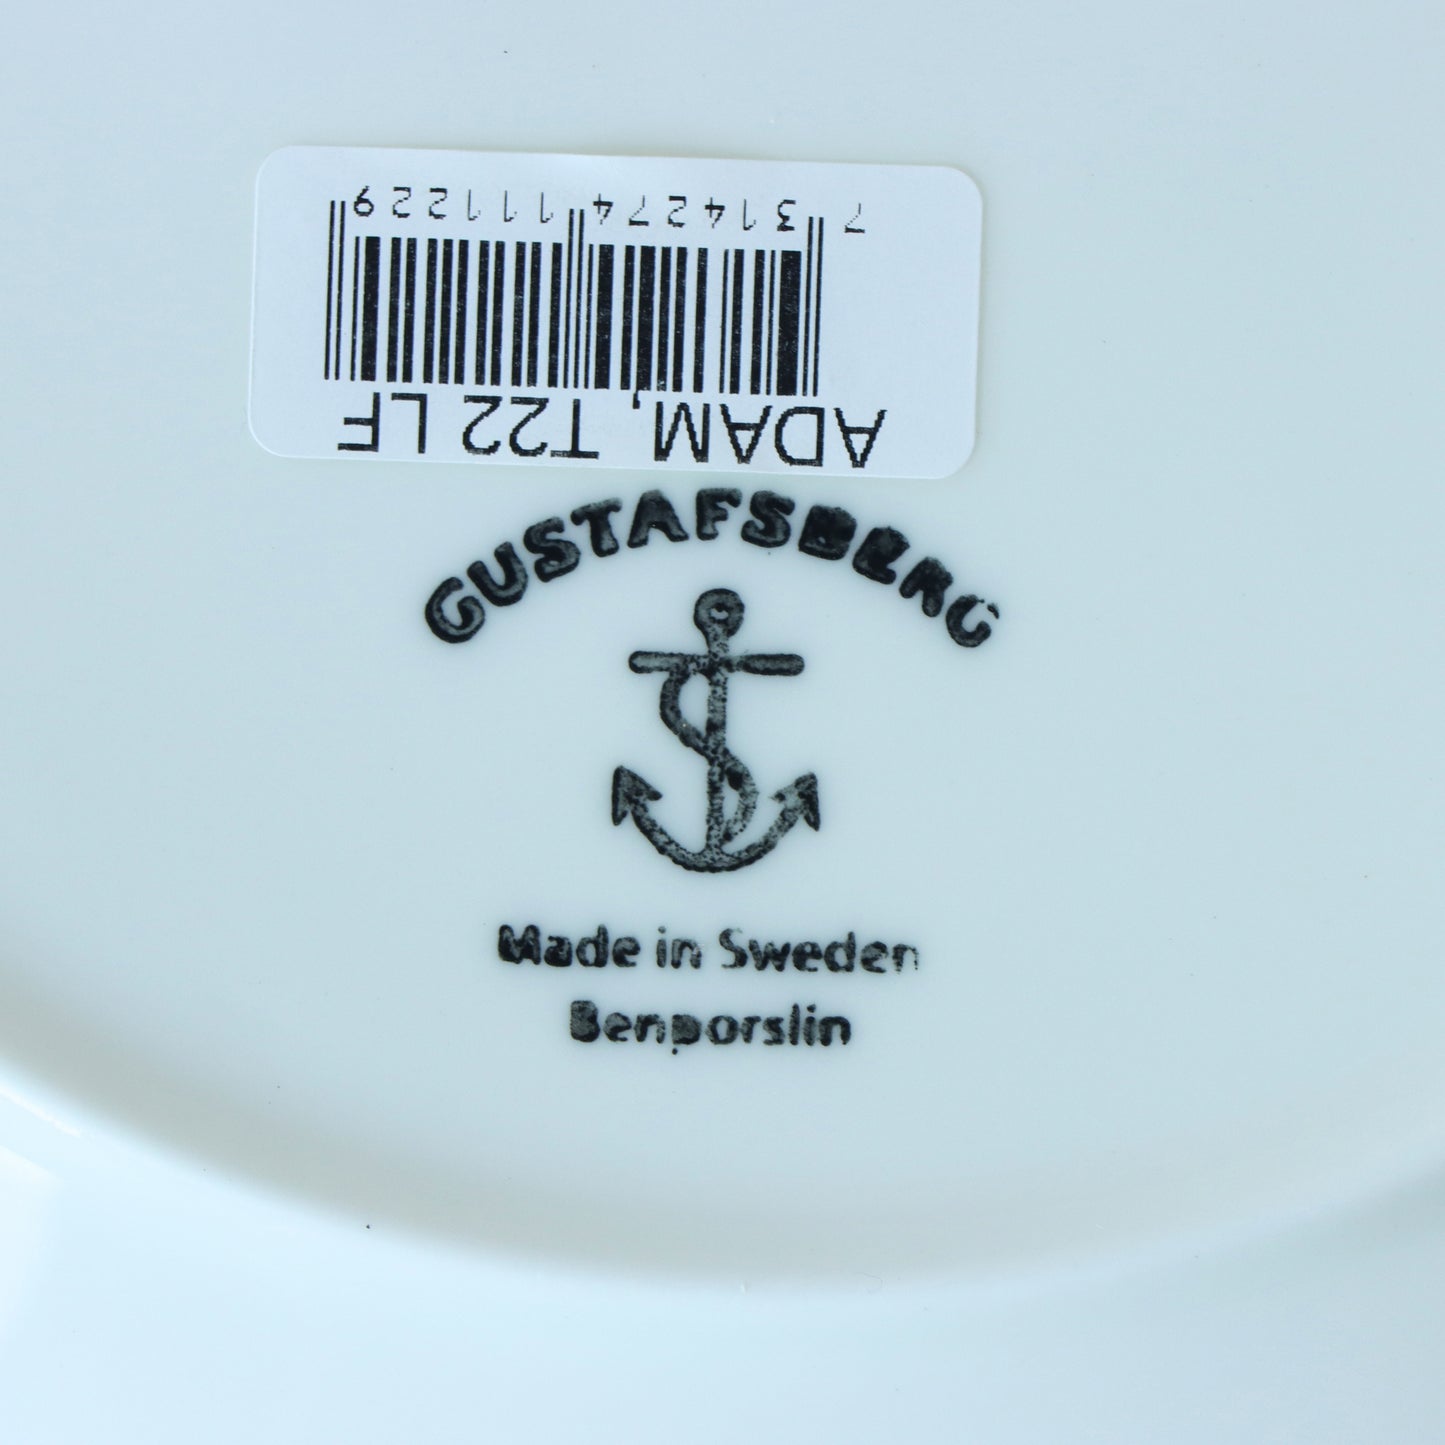 ADAM, T22 LF
7 314274 111229
GUSTAFSBERG
Made in Sweden
Benporslin